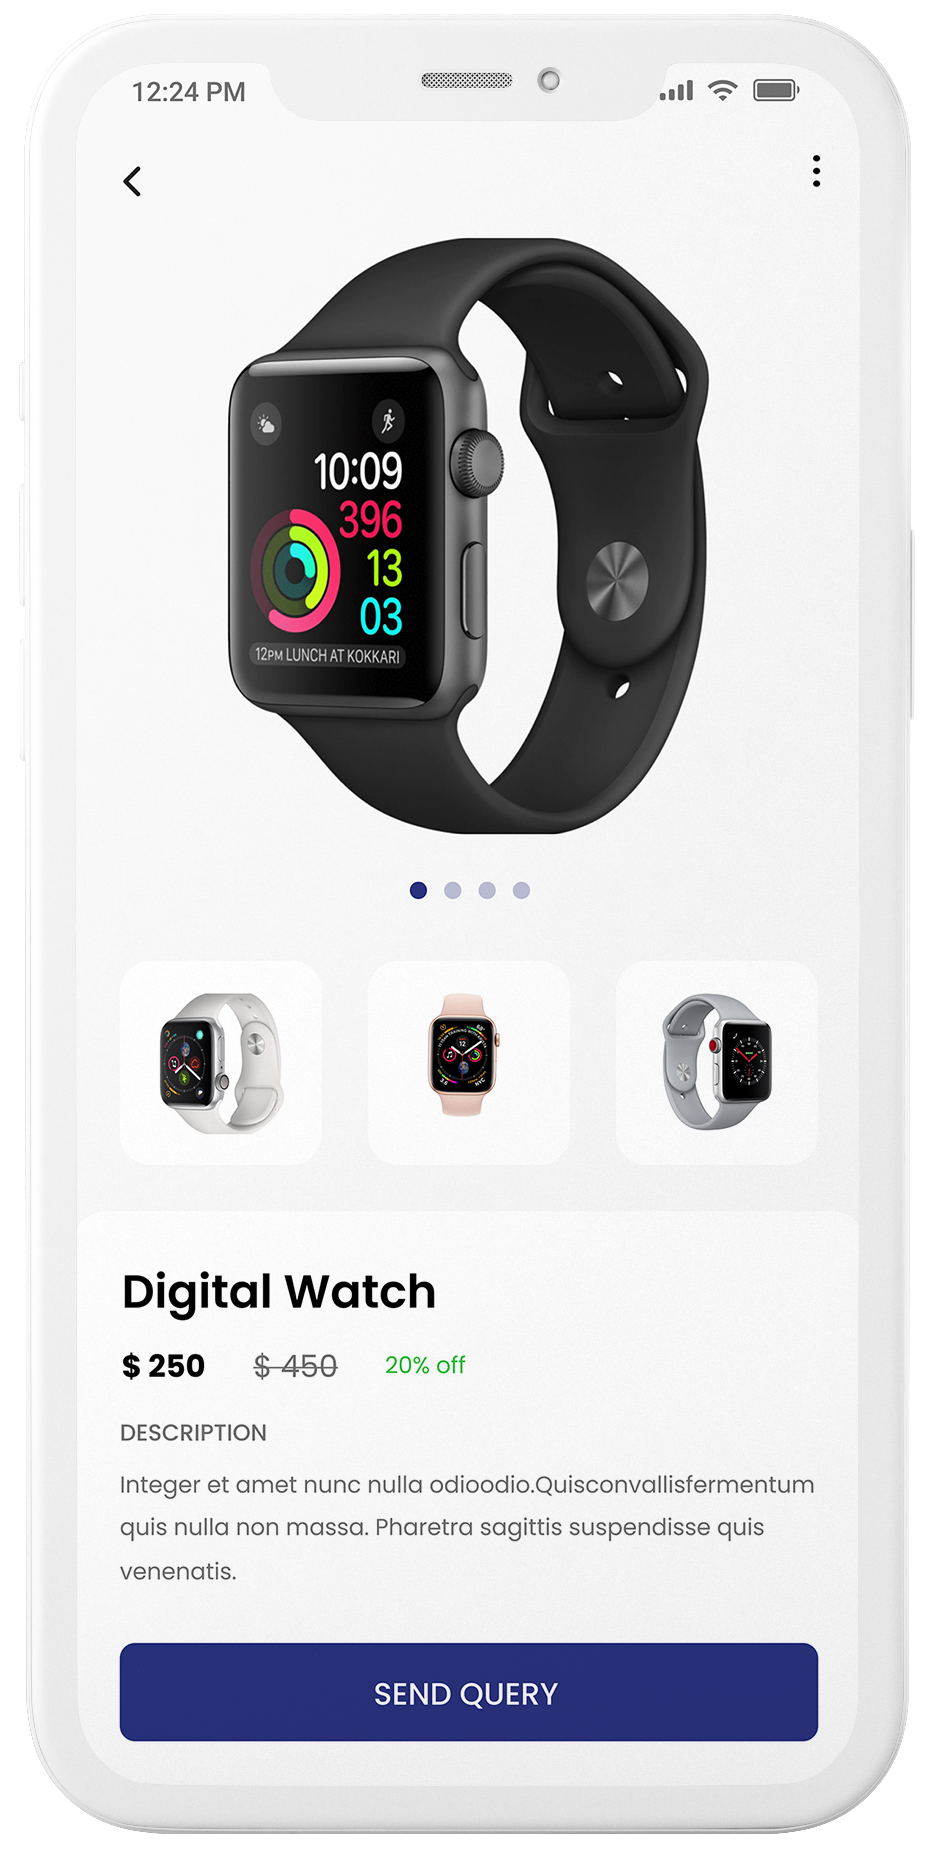 12:24 PM
10:09
396
13
03
12PM LUNCH AT KOKKARI
Digital Watch
$ 250 $ 450 20% off
DESCRIPTION
Integer et amet nunc nulla odioodio.Quisconvallisfermentum
quis nulla non massa. Pharetra sagittis suspendisse quis
venenatis.
SEND QUERY